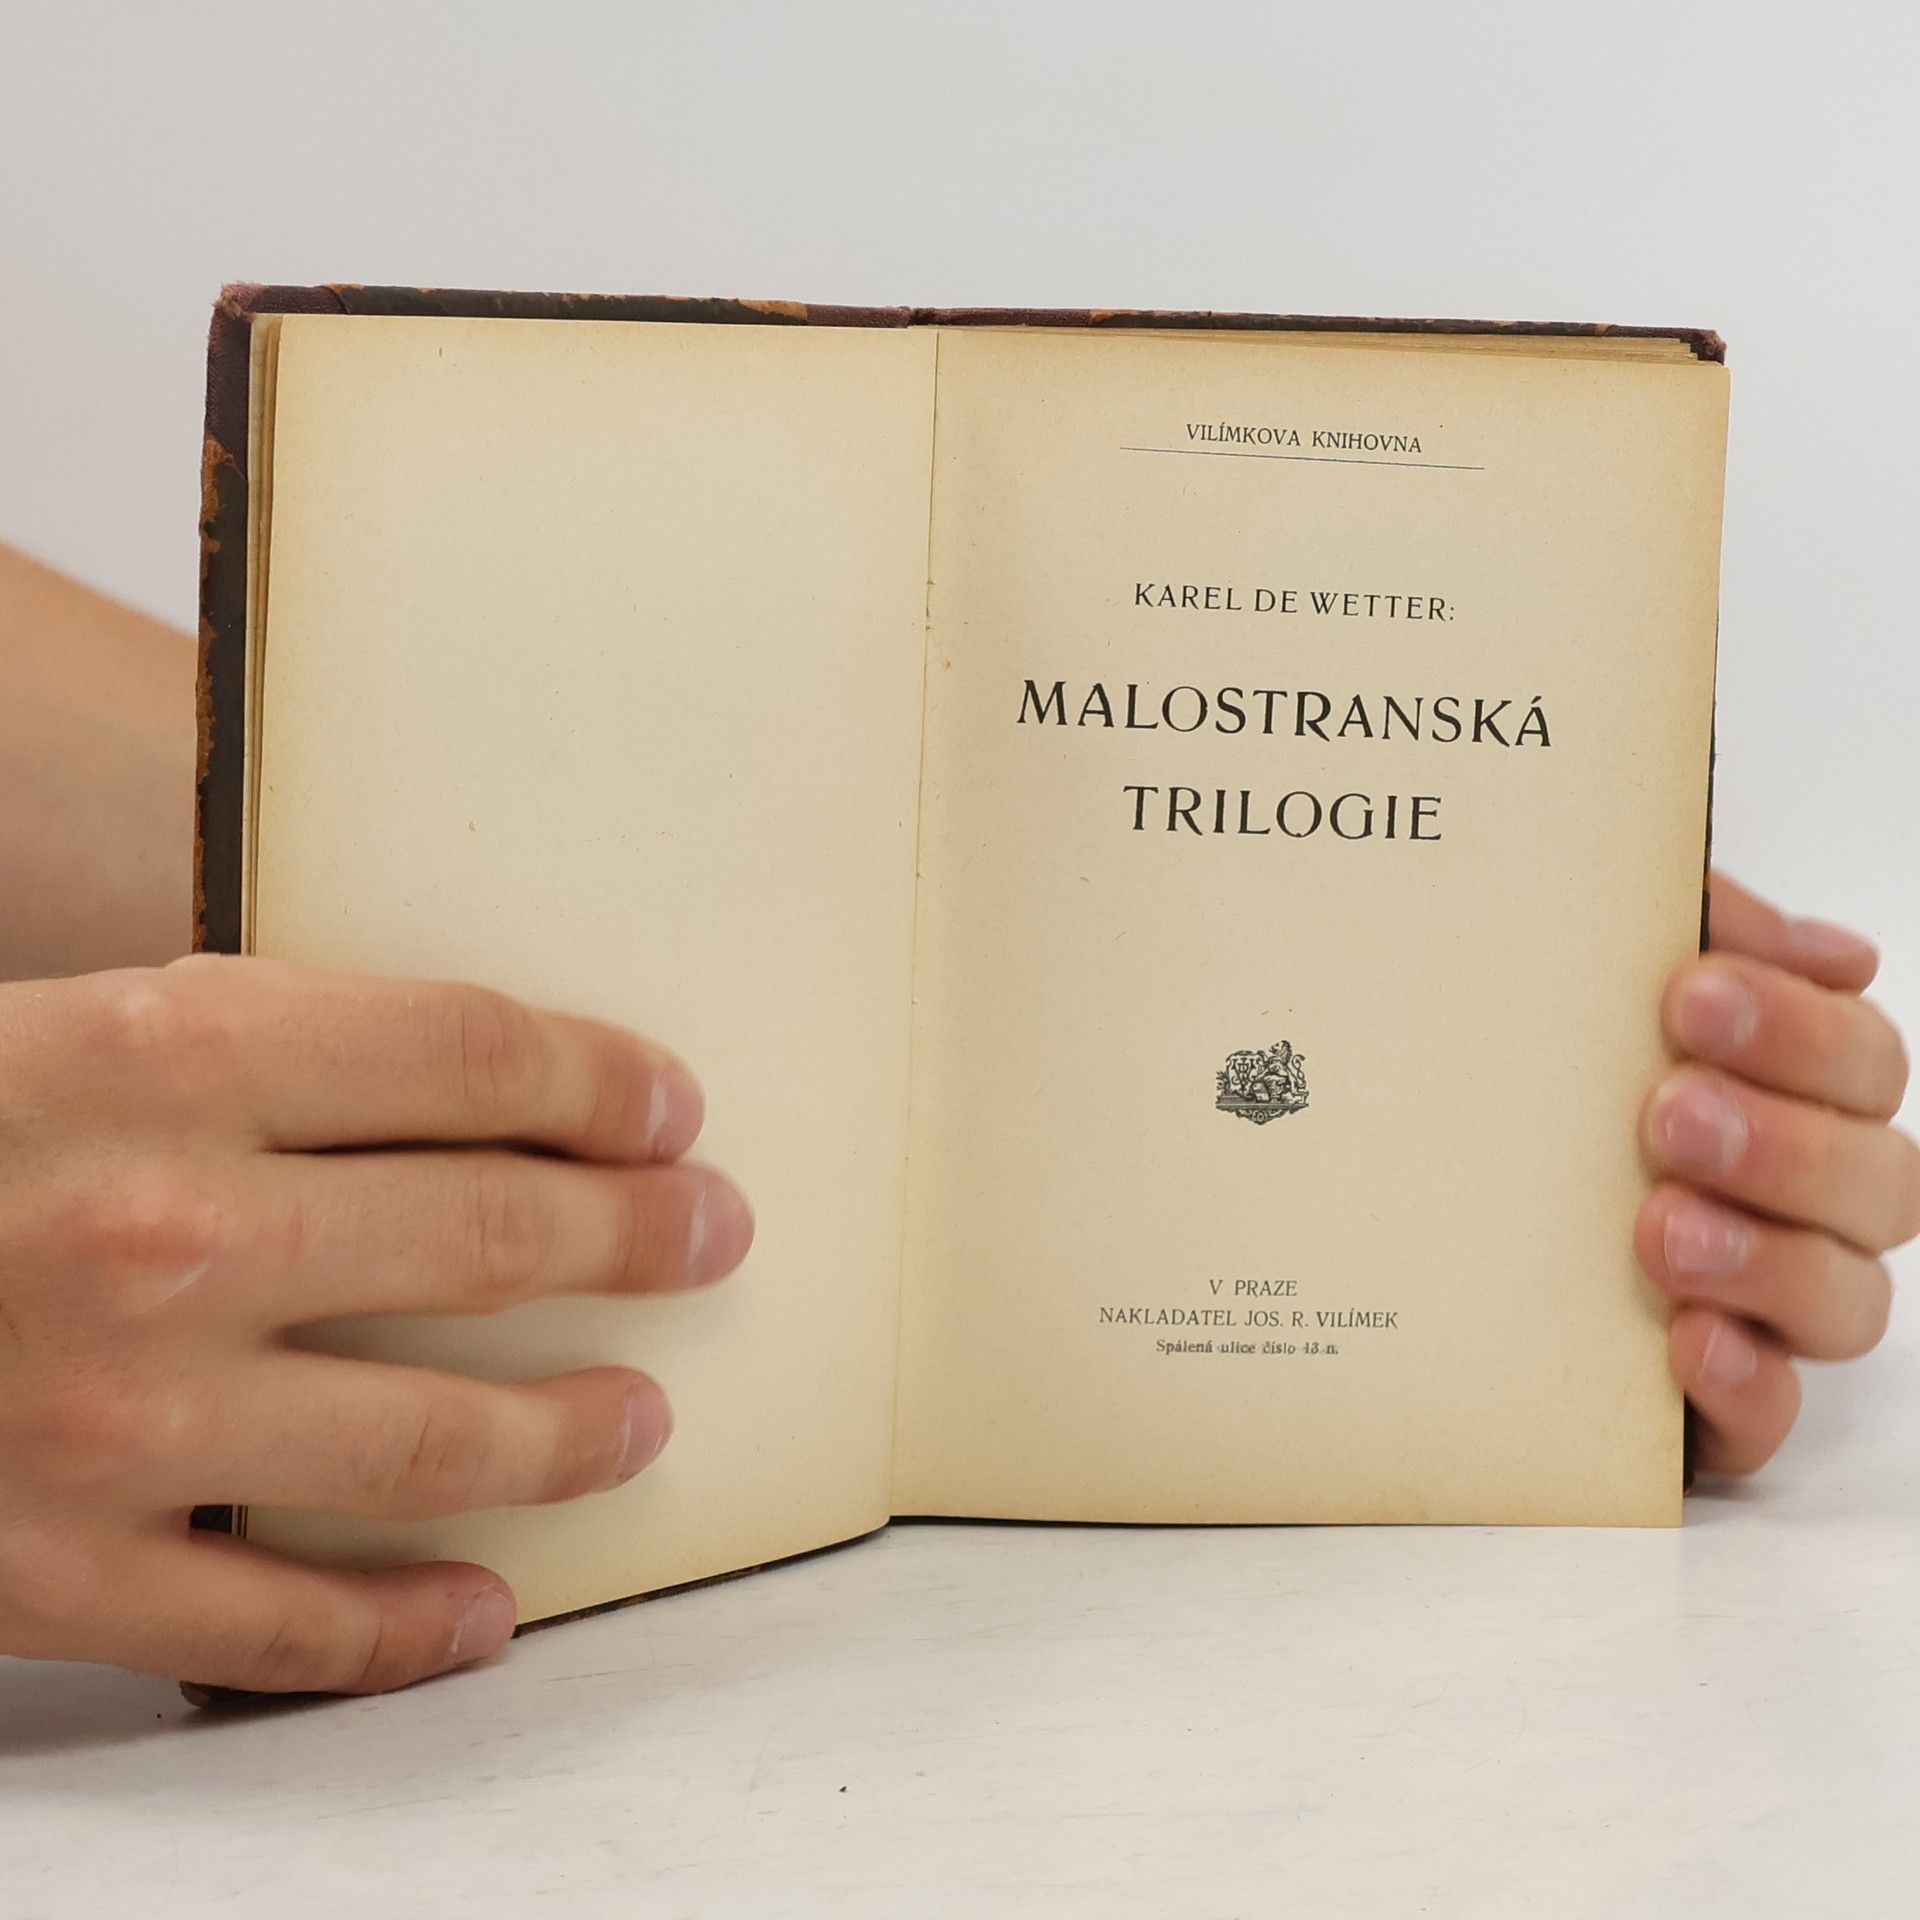 VILÍMKOVA KNIHOVNA
KAREL DE WETTER:
MALOSTRANSKÁ
TRILOGIE
V PRAZE
NAKLADATEL JOS. R. VILÍMEK
Spálená ulice číslo 13 n.